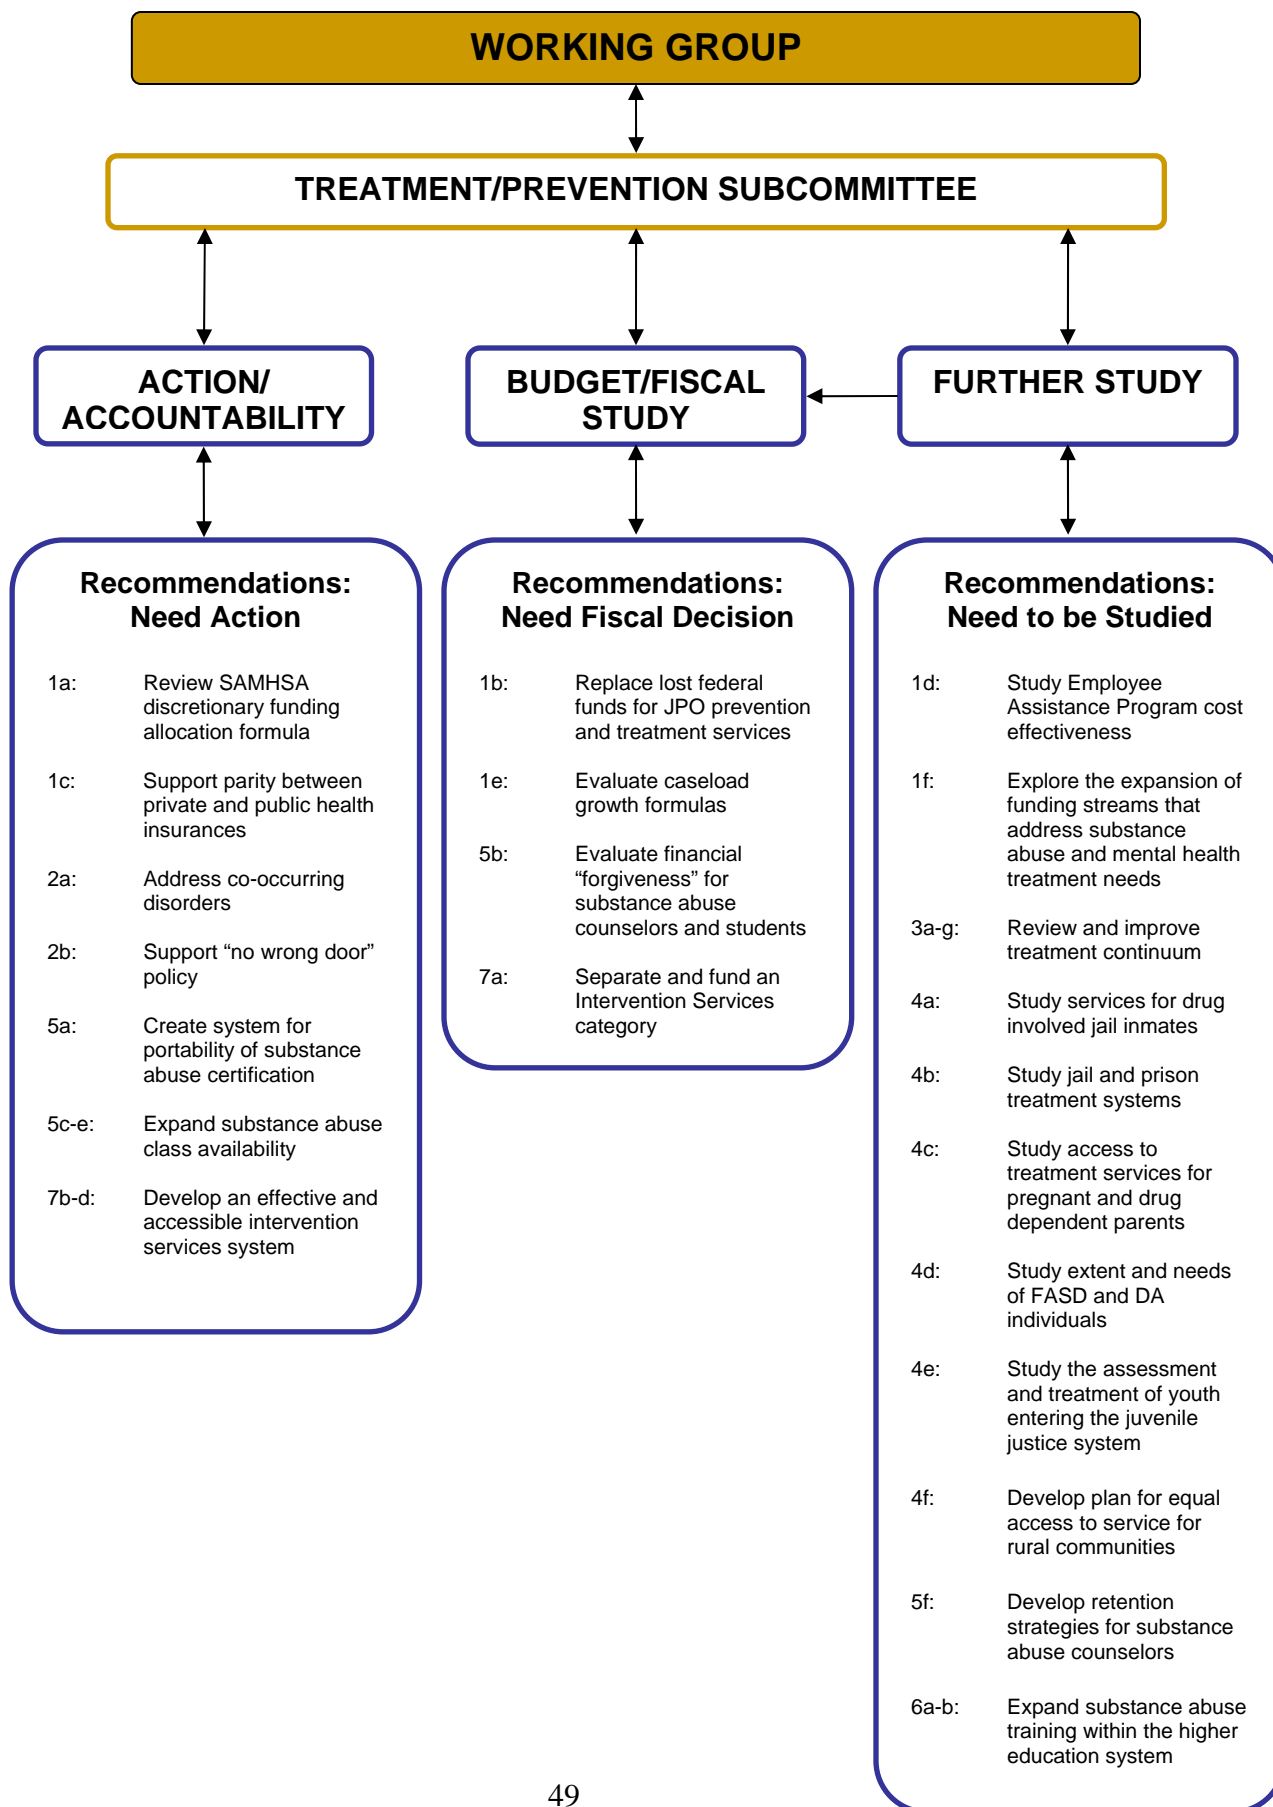 WORKING GROUP
TREATMENT/PREVENTION SUBCOMMITTEE
ACTION/
ACCOUNTABILITY
BUDGET/FISCAL
STUDY
FURTHER STUDY
Recommendations:
Need Action
1a: Review SAMHSA
discretionary funding
allocation formula
1c: Support parity between
private and public health
insurances
2a: Address co-occurring
disorders
2b: Support “no wrong door”
policy
5a: Create system for
portability of substance
abuse certification
5c-e: Expand substance abuse
class availability
7b-d: Develop an effective and
accessible intervention
services system
Recommendations:
Need Fiscal Decision
1b: Replace lost federal
funds for JPO prevention
and treatment services
1e: Evaluate caseload
growth formulas
5b: Evaluate financial
“forgiveness” for
substance abuse
counselors and students
7a: Separate and fund an
Intervention Services
category
Recommendations:
Need to be Studied
1d: Study Employee
Assistance Program cost
effectiveness
1f: Explore the expansion of
funding streams that
address substance
abuse and mental health
treatment needs
3a-g: Review and improve
treatment continuum
4a: Study services for drug
involved jail inmates
4b: Study jail and prison
treatment systems
4c: Study access to
treatment services for
pregnant and drug
dependent parents
4d: Study extent and needs
of FASD and DA
individuals
4e: Study the assessment
and treatment of youth
entering the juvenile
justice system
4f: Develop plan for equal
access to service for
rural communities
5f: Develop retention
strategies for substance
abuse counselors
6a-b: Expand substance abuse
training within the higher
education system
49